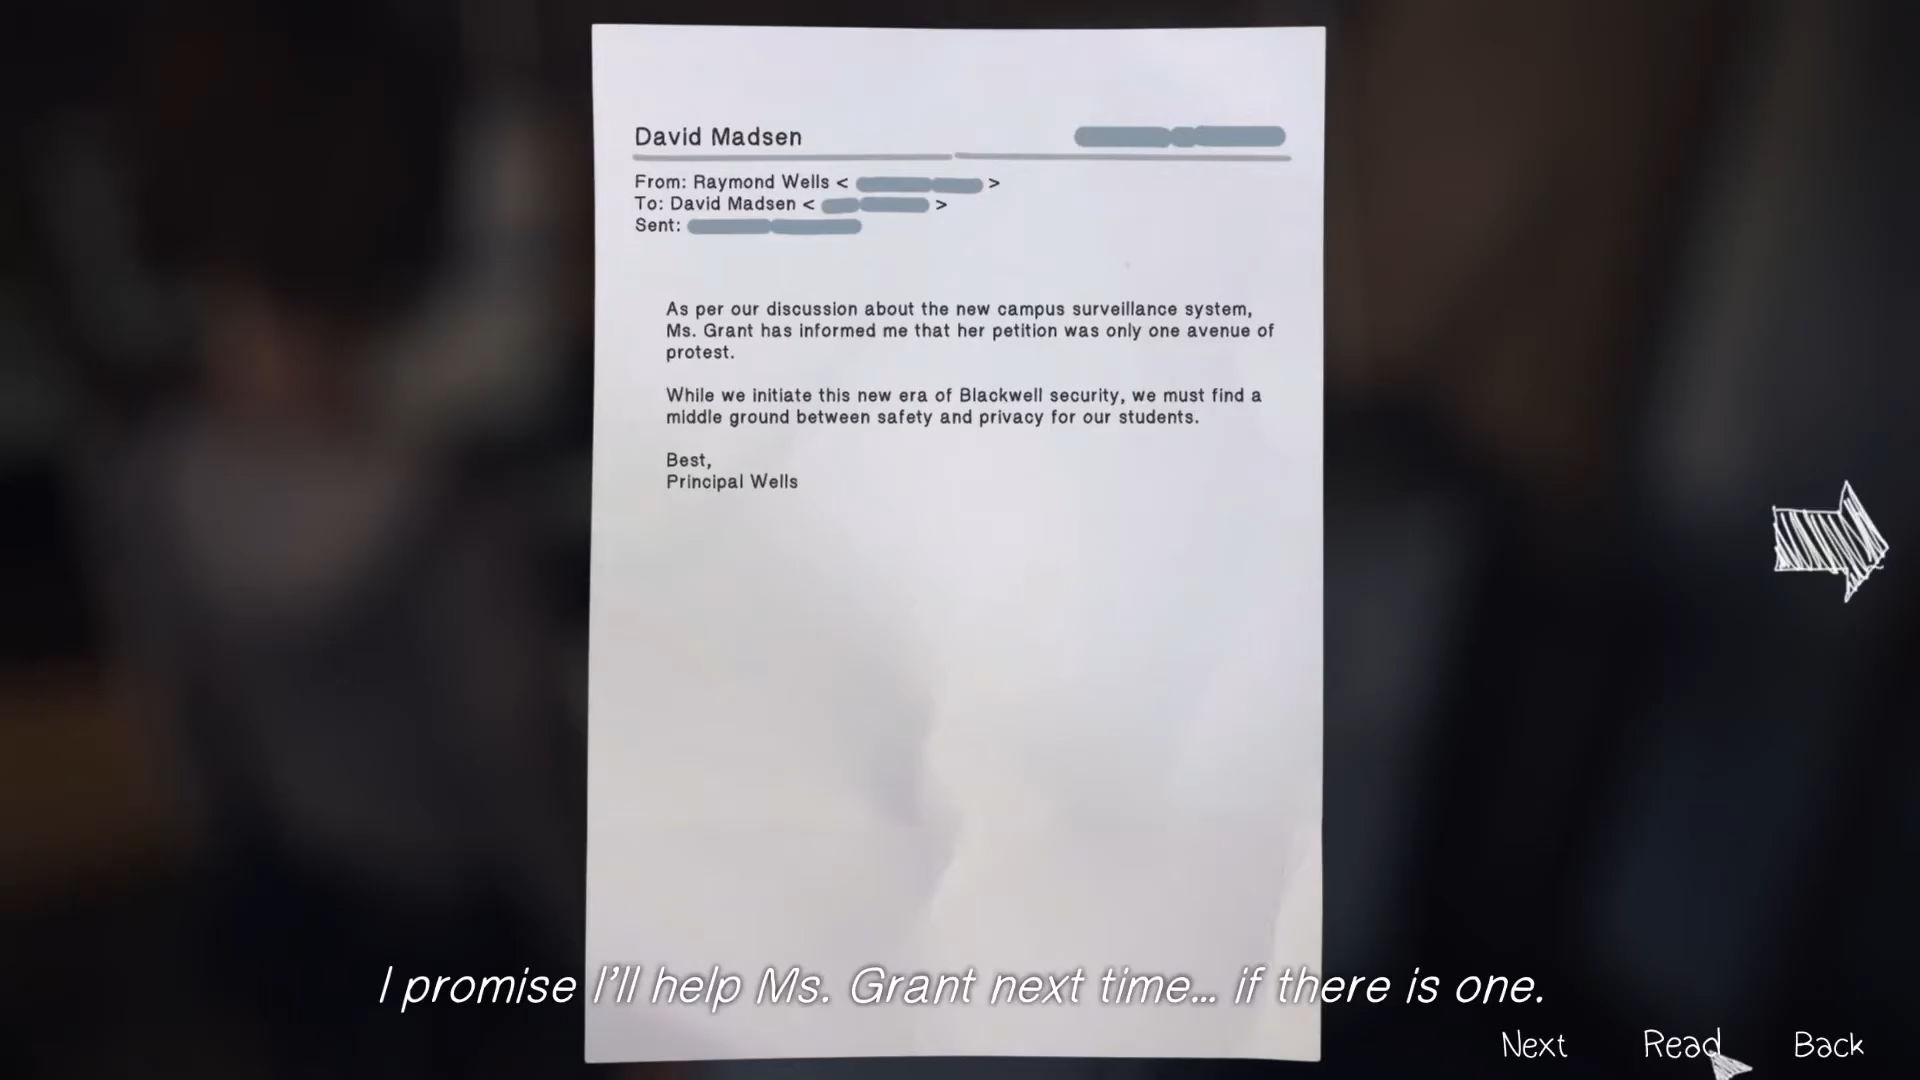 David Madsen
From: Raymond Wells < >
To: David Madsen < >
Sent:
As per our discussion about the new campus surveillance system,
Ms. Grant has informed me that her petition was only one avenue of
protest.
While we initiate this new era of Blackwell security, we must find a
middle ground between safety and privacy for our students.
Best,
Principal Wells
I promise I'll help Ms. Grant next time... if there is one.
Next Read Back